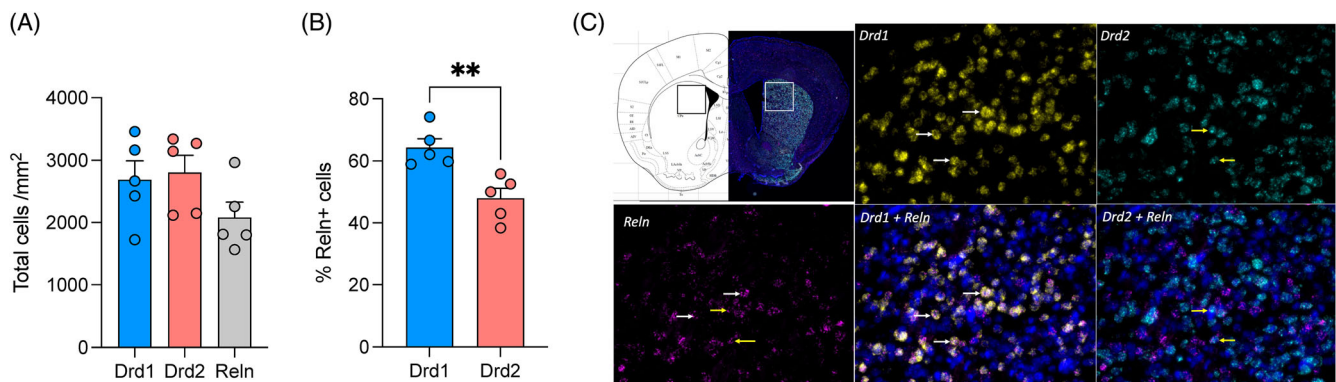 (A)
Total cells /mm²
4000
3000
2000
1000
0
Drd1 Drd2 Reln
(B)
% Reln+ cells
80
60
40
20
0
**
Drd1 Drd2
(C)
Drd1
Drd2
Reln
Drd1 + Reln
Drd2 + Reln